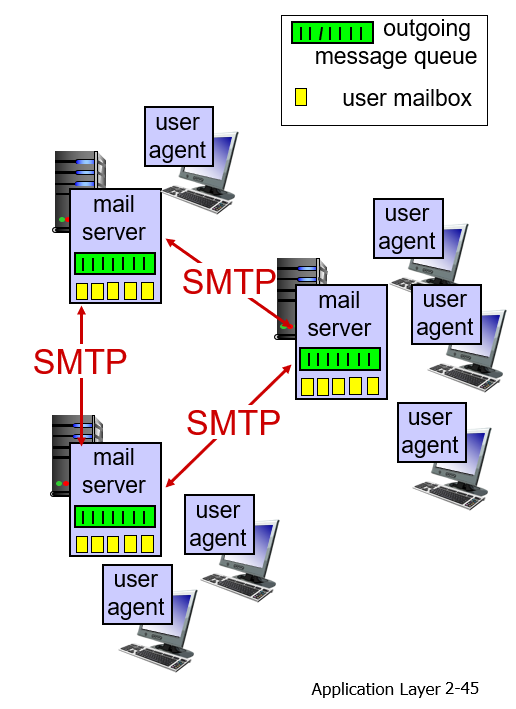 outgoing
message queue
user mailbox
user
agent
mail
server
user
agent
SMTP
user
agent
mail
server
SMTP
SMTP
user
agent
mail
server
user
agent
user
agent
Application Layer 2-45